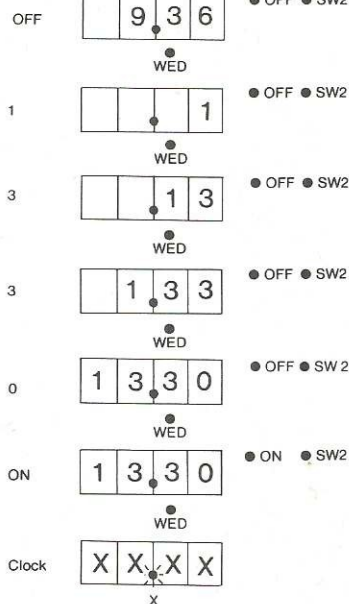 ● OFF ● SW2
OFF 9 3 6
WED
● OFF ● SW2
1 1
WED
● OFF ● SW2
3 1 3
WED
● OFF ● SW2
3 1 3 3
WED
● OFF ● SW 2
0 1 3 3 0
WED
● ON ● SW2
ON 1 3 3 0
WED
Clock X X X X
X